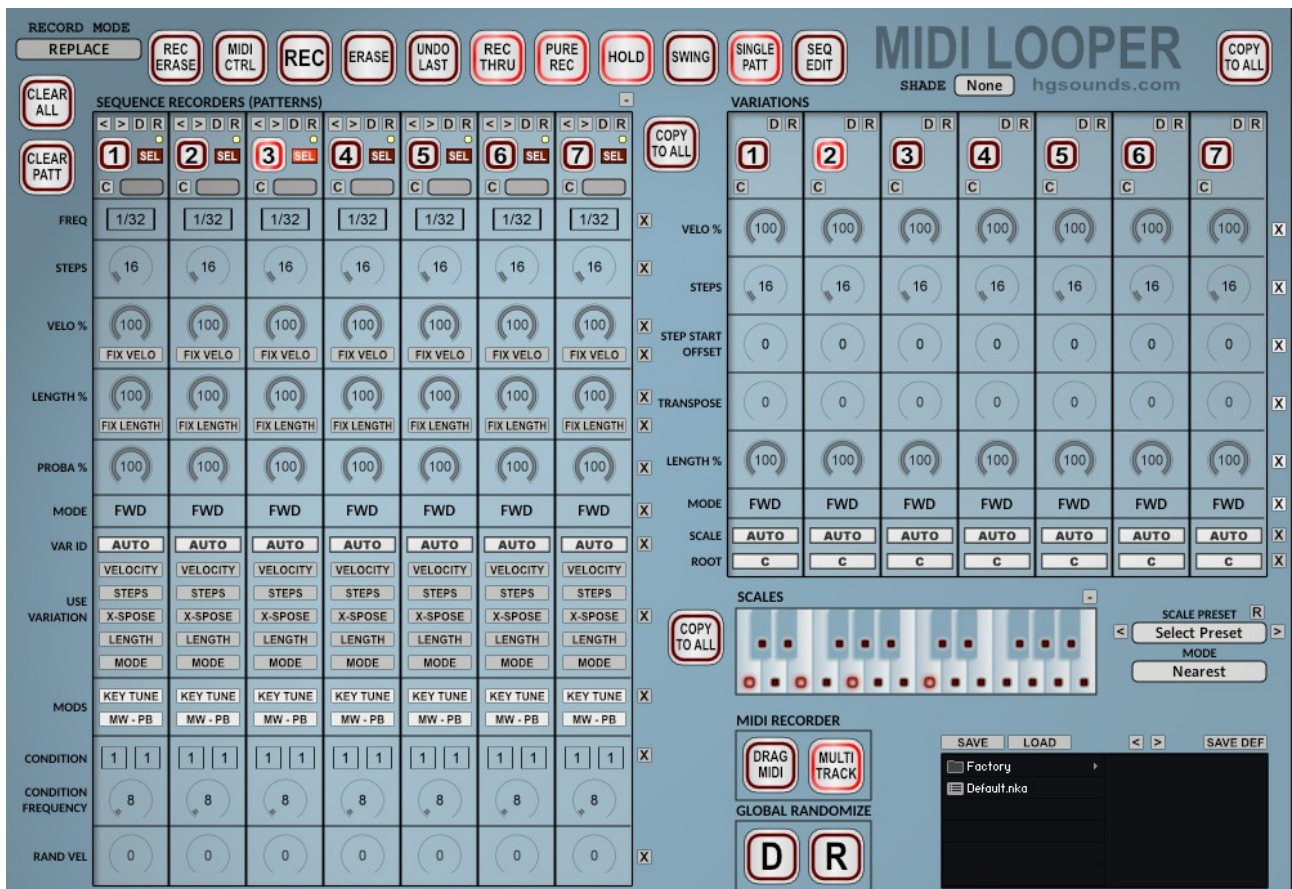 RECORD MODE
REPLACE
REC ERASE
MIDI CTRL
REC
ERASE
UNDO LAST
REC THRU
PURE REC
HOLD
SWING
SINGLE PATT
SEQ EDIT
MIDI LOOPER
SHADE None hgsounds.com
COPY TO ALL
CLEAR ALL
CLEAR PATT
SEQUENCE RECORDERS (PATTERNS) -
< > D R < > D R < > D R < > D R < > D R < > D R < > D R
1 SEL 2 SEL 3 SEL 4 SEL 5 SEL 6 SEL 7 SEL
C C C C C C C
FREQ 1/32 1/32 1/32 1/32 1/32 1/32 1/32 X
STEPS 16 16 16 16 16 16 16 X
VELO % 100 100 100 100 100 100 100 X
FIX VELO FIX VELO FIX VELO FIX VELO FIX VELO FIX VELO FIX VELO X
LENGTH % 100 100 100 100 100 100 100 X
FIX LENGTH FIX LENGTH FIX LENGTH FIX LENGTH FIX LENGTH FIX LENGTH FIX LENGTH X
PROBA % 100 100 100 100 100 100 100 X
MODE FWD FWD FWD FWD FWD FWD FWD X
VAR ID AUTO AUTO AUTO AUTO AUTO AUTO AUTO X
USE VARIATION
VELOCITY VELOCITY VELOCITY VELOCITY VELOCITY VELOCITY VELOCITY
STEPS STEPS STEPS STEPS STEPS STEPS STEPS
X-SPOSE X-SPOSE X-SPOSE X-SPOSE X-SPOSE X-SPOSE X-SPOSE X
LENGTH LENGTH LENGTH LENGTH LENGTH LENGTH LENGTH
MODE MODE MODE MODE MODE MODE MODE
MODS
KEY TUNE KEY TUNE KEY TUNE KEY TUNE KEY TUNE KEY TUNE KEY TUNE X
MW - PB MW - PB MW - PB MW - PB MW - PB MW - PB MW - PB
CONDITION 1 1 1 1 1 1 1 1 1 1 1 1 1 1 X
CONDITION FREQUENCY 8 8 8 8 8 8 8
RAND VEL 0 0 0 0 0 0 0 X
COPY TO ALL
VARIATIONS
D R D R D R D R D R D R D R
1 2 3 4 5 6 7
C C C C C C C
VELO % 100 100 100 100 100 100 100 X
STEPS 16 16 16 16 16 16 16 X
STEP START OFFSET 0 0 0 0 0 0 0 X
TRANSPOSE 0 0 0 0 0 0 0 X
LENGTH % 100 100 100 100 100 100 100 X
MODE FWD FWD FWD FWD FWD FWD FWD X
SCALE AUTO AUTO AUTO AUTO AUTO AUTO AUTO X
ROOT C C C C C C C X
COPY TO ALL
SCALES -
SCALE PRESET R
< Select Preset >
MODE
Nearest
MIDI RECORDER
DRAG MIDI
MULTI TRACK
GLOBAL RANDOMIZE
D R
SAVE LOAD < > SAVE DEF
Factory
Default.nka